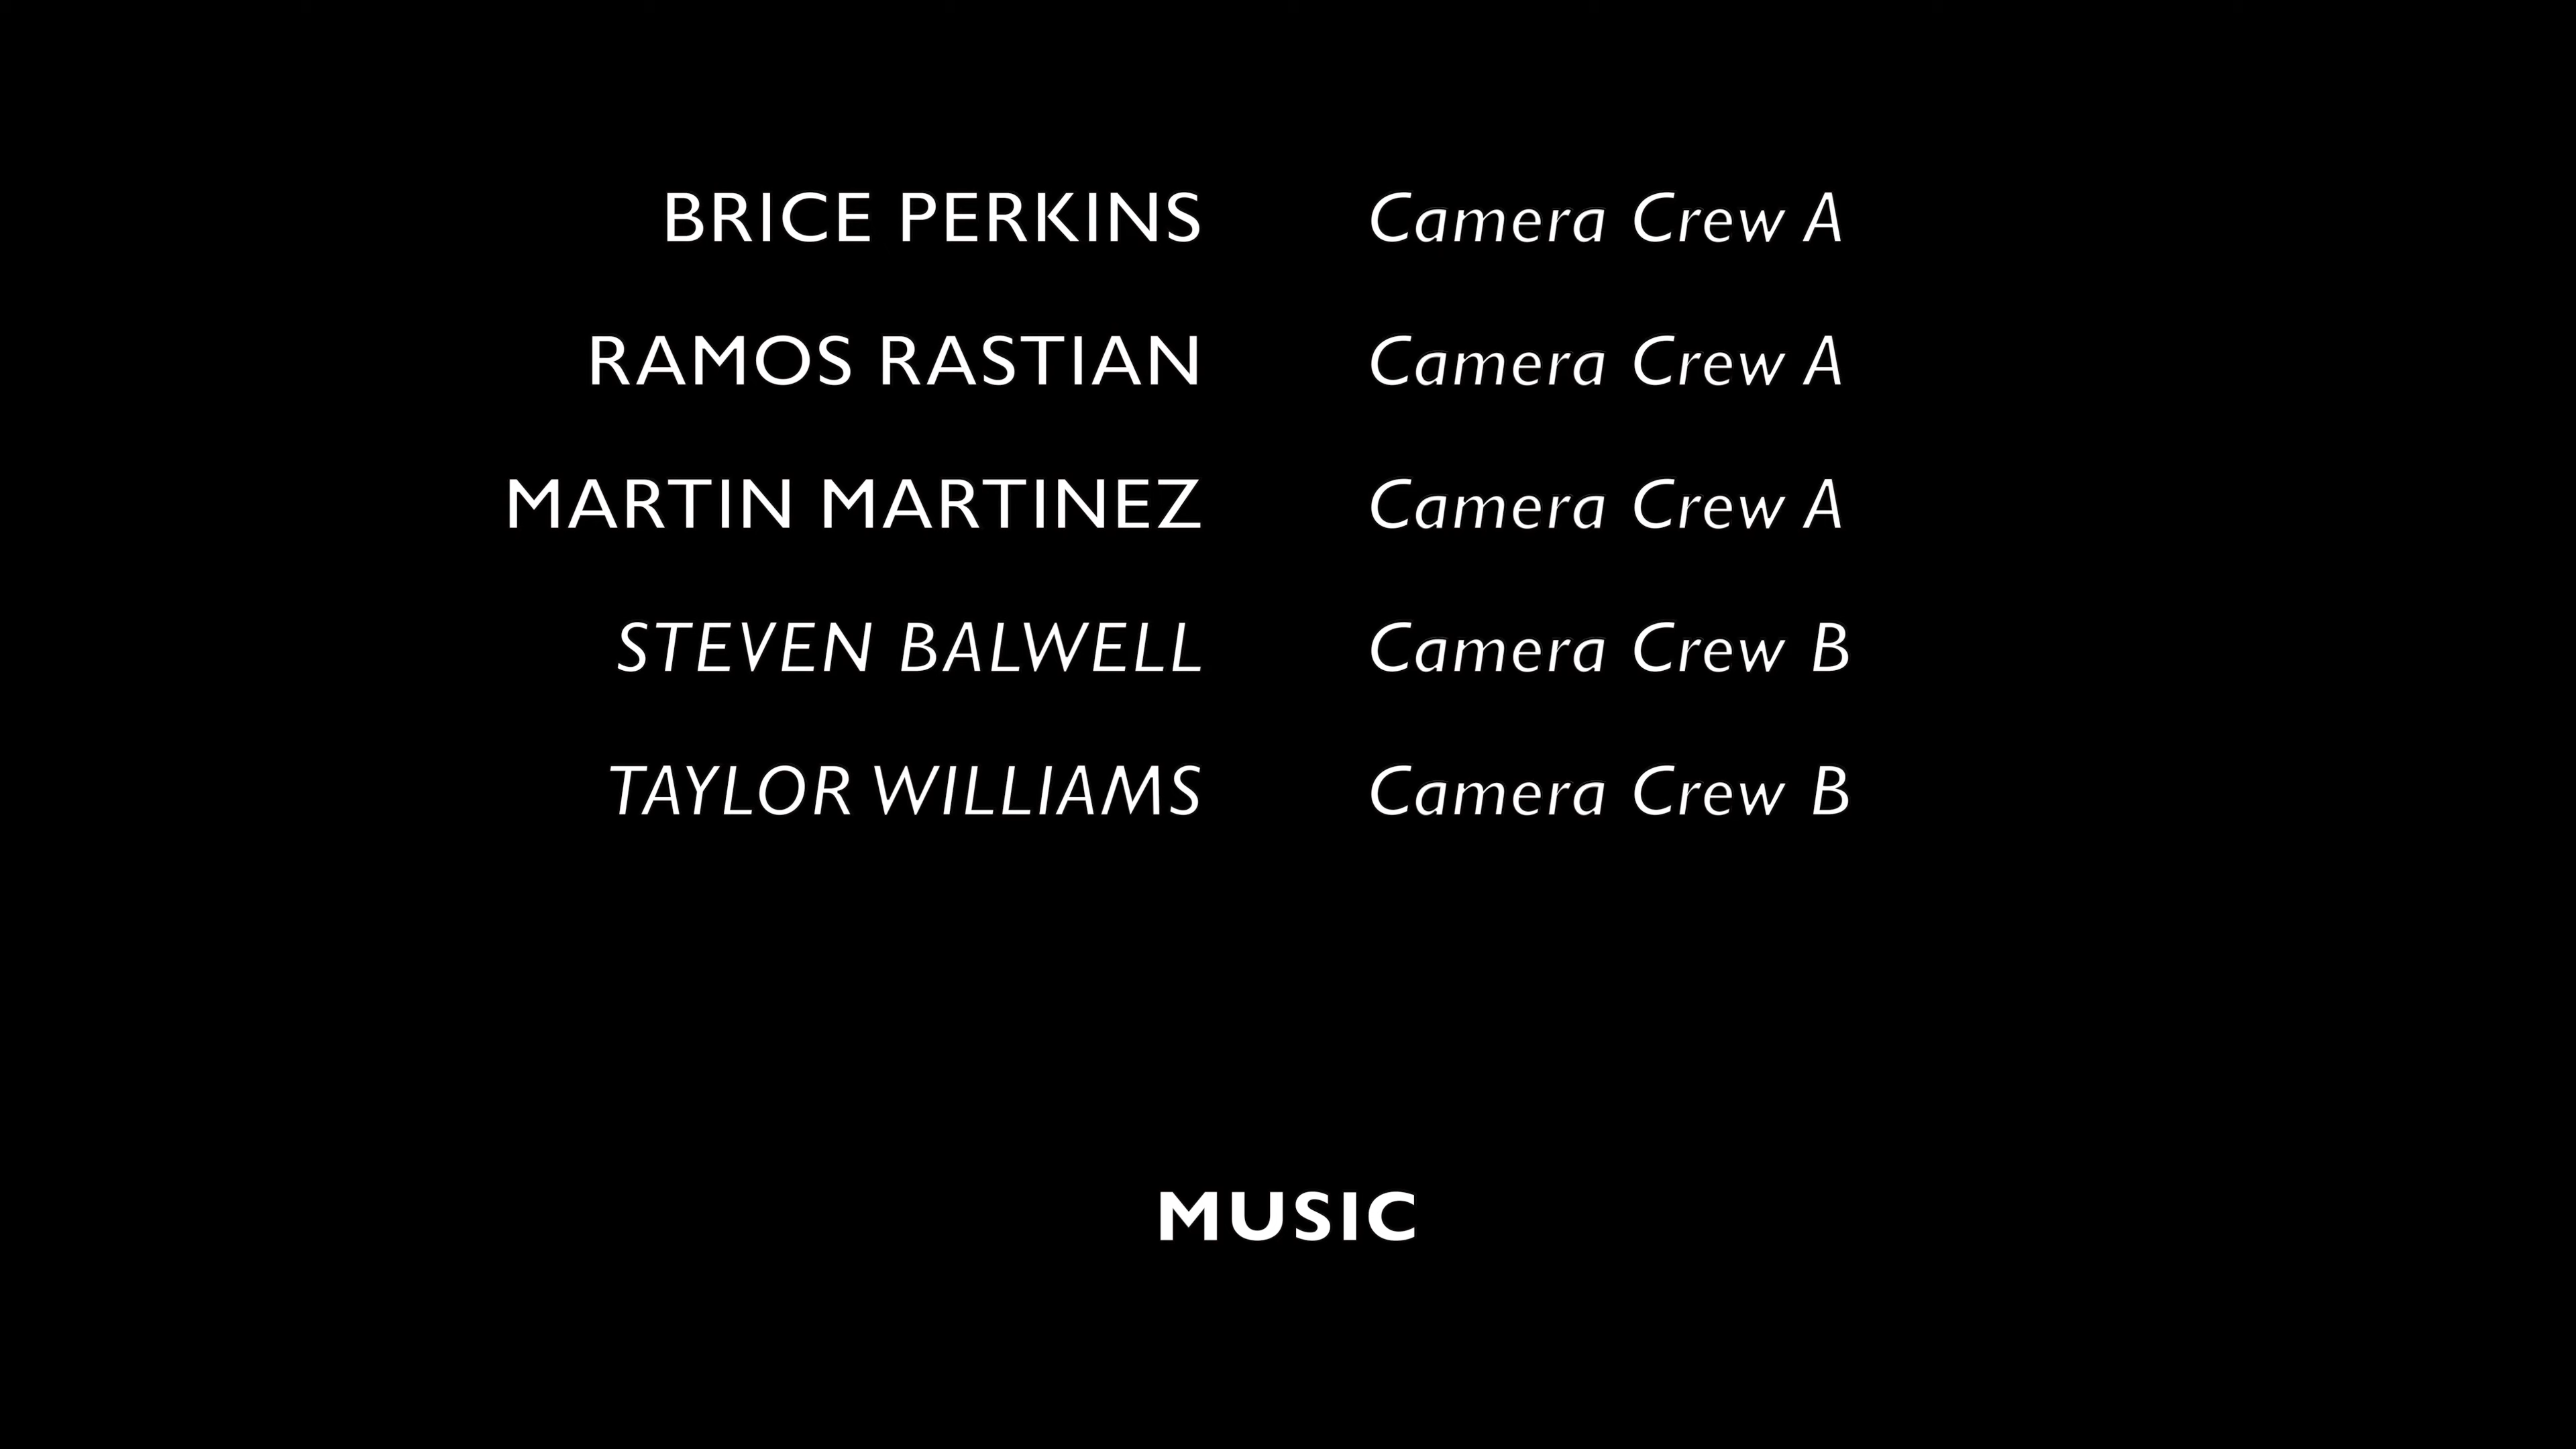 BRICE PERKINS Camera Crew A
RAMOS RASTIAN Camera Crew A
MARTIN MARTINEZ Camera Crew A
STEVEN BALWELL Camera Crew B
TAYLOR WILLIAMS Camera Crew B
MUSIC